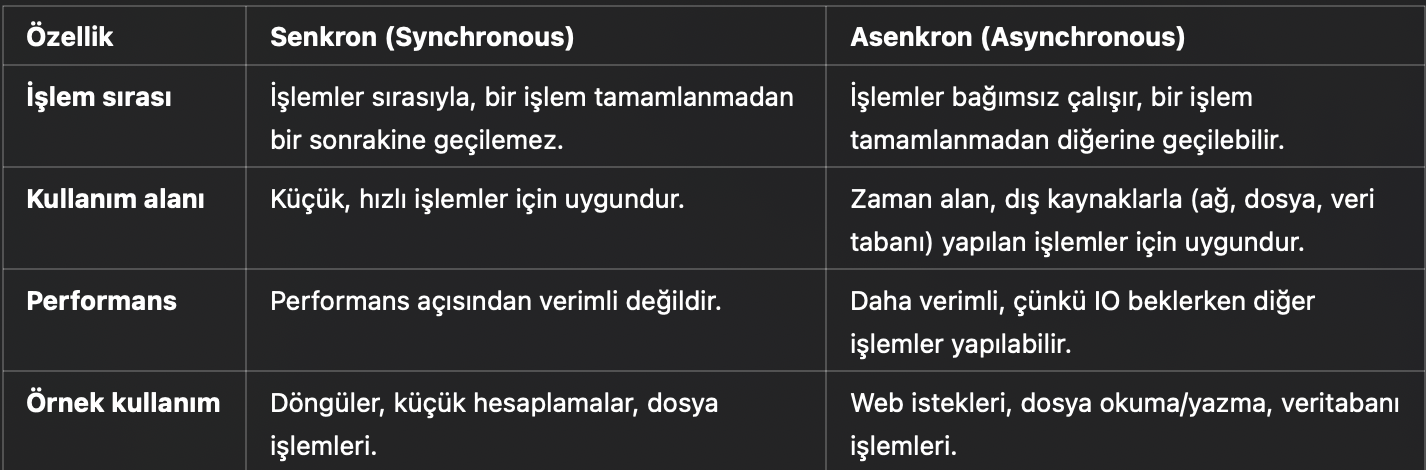 Özellik
Senkron (Synchronous)
Asenkron (Asynchronous)
İşlem sırası
İşlemler sırasıyla, bir işlem tamamlanmadan
bir sonrakine geçilemez.
İşlemler bağımsız çalışır, bir işlem
tamamlanmadan diğerine geçilebilir.
Kullanım alanı
Küçük, hızlı işlemler için uygundur.
Zaman alan, dış kaynaklarla (ağ, dosya, veri
tabanı) yapılan işlemler için uygundur.
Performans
Performans açısından verimli değildir.
Daha verimli, çünkü IO beklerken diğer
işlemler yapılabilir.
Örnek kullanım
Döngüler, küçük hesaplamalar, dosya
işlemleri.
Web istekleri, dosya okuma/yazma, veritabanı
işlemleri.